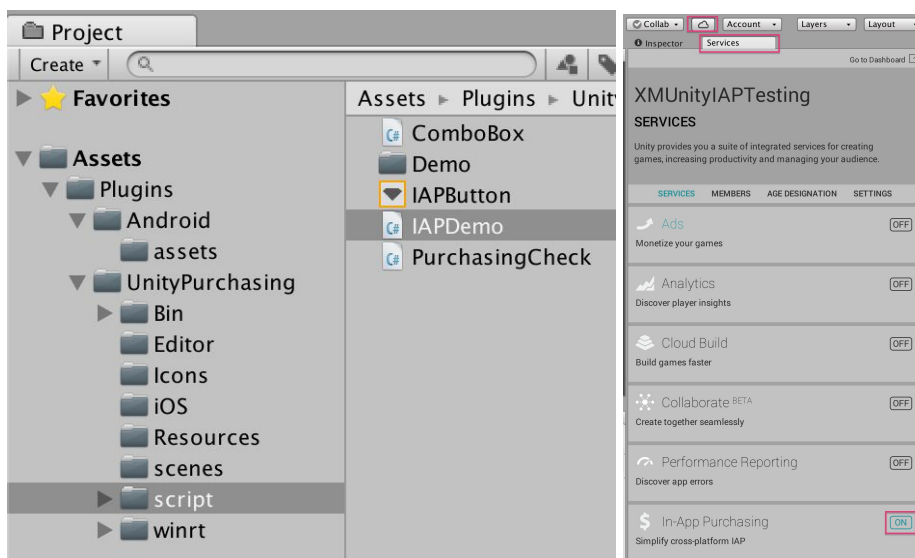 Project
Create
Favorites
Assets
Plugins
Android
assets
UnityPurchasing
Bin
Editor
Icons
iOS
Resources
scenes
script
winrt
Assets ▸ Plugins ▸ Unit
C# ComboBox
Demo
IAPButton
C# IAPDemo
C# PurchasingCheck
Collab Account Layers Layout
Inspector Services
Go to Dashboard
XMUnityIAPTesting
SERVICES
Unity provides you a suite of integrated services for creating
games, increasing productivity and managing your audience.
SERVICES MEMBERS AGE DESIGNATION SETTINGS
Ads OFF
Monetize your games
Analytics OFF
Discover player insights
Cloud Build OFF
Build games faster
Collaborate BETA OFF
Create together seamlessly
Performance Reporting OFF
Discover app errors
$ In-App Purchasing ON
Simplify cross-platform IAP